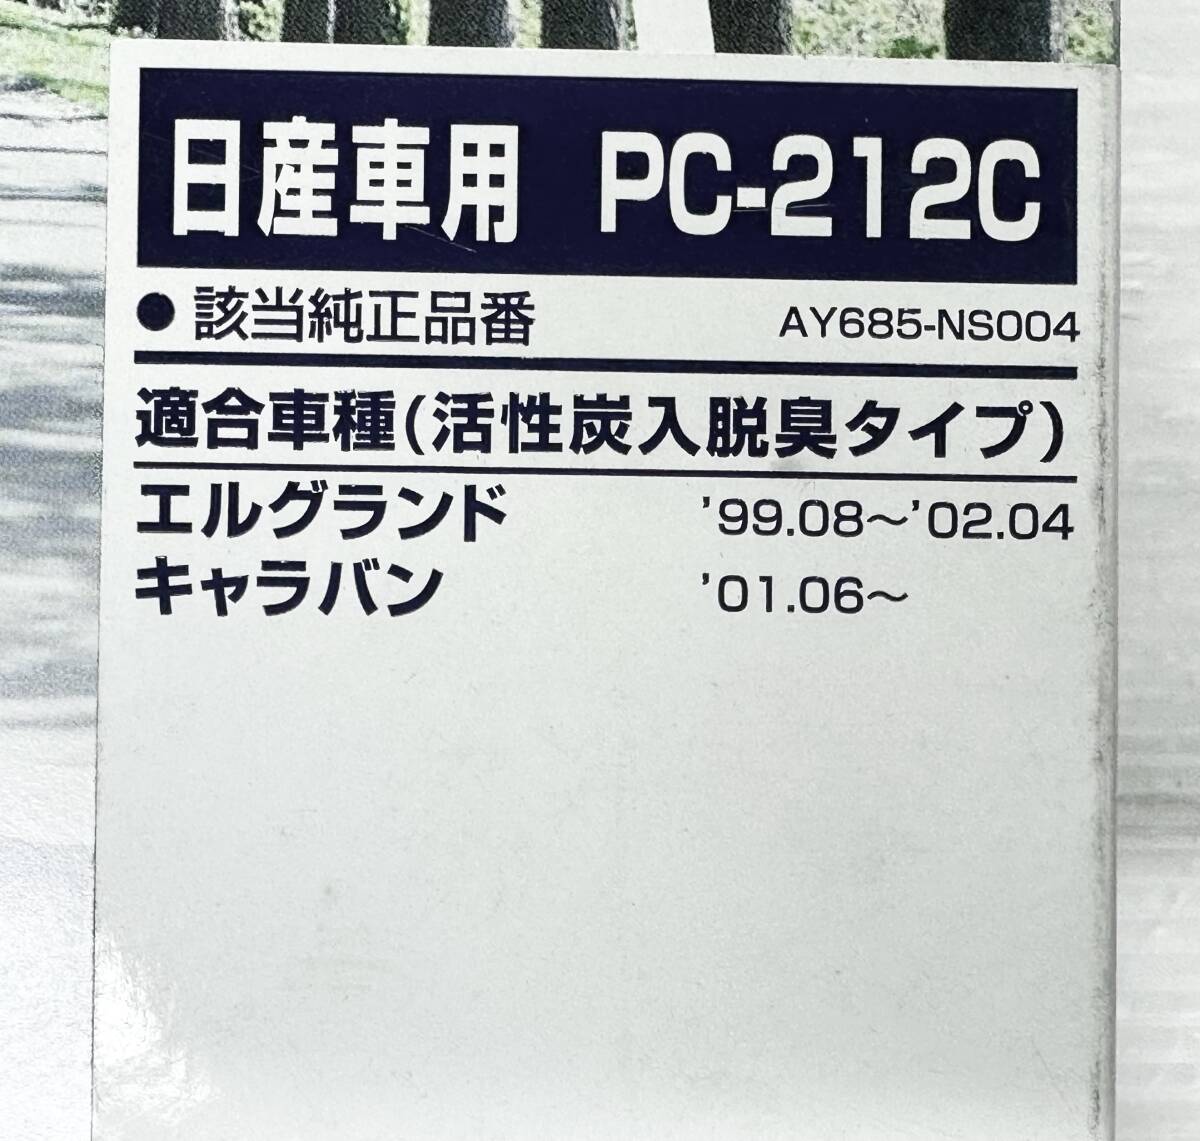 日産車用 PC-212C
● 該当純正品番 AY685-NS004
適合車種(活性炭入脱臭タイプ)
エルグランド '99.08～'02.04
キャラバン '01.06～